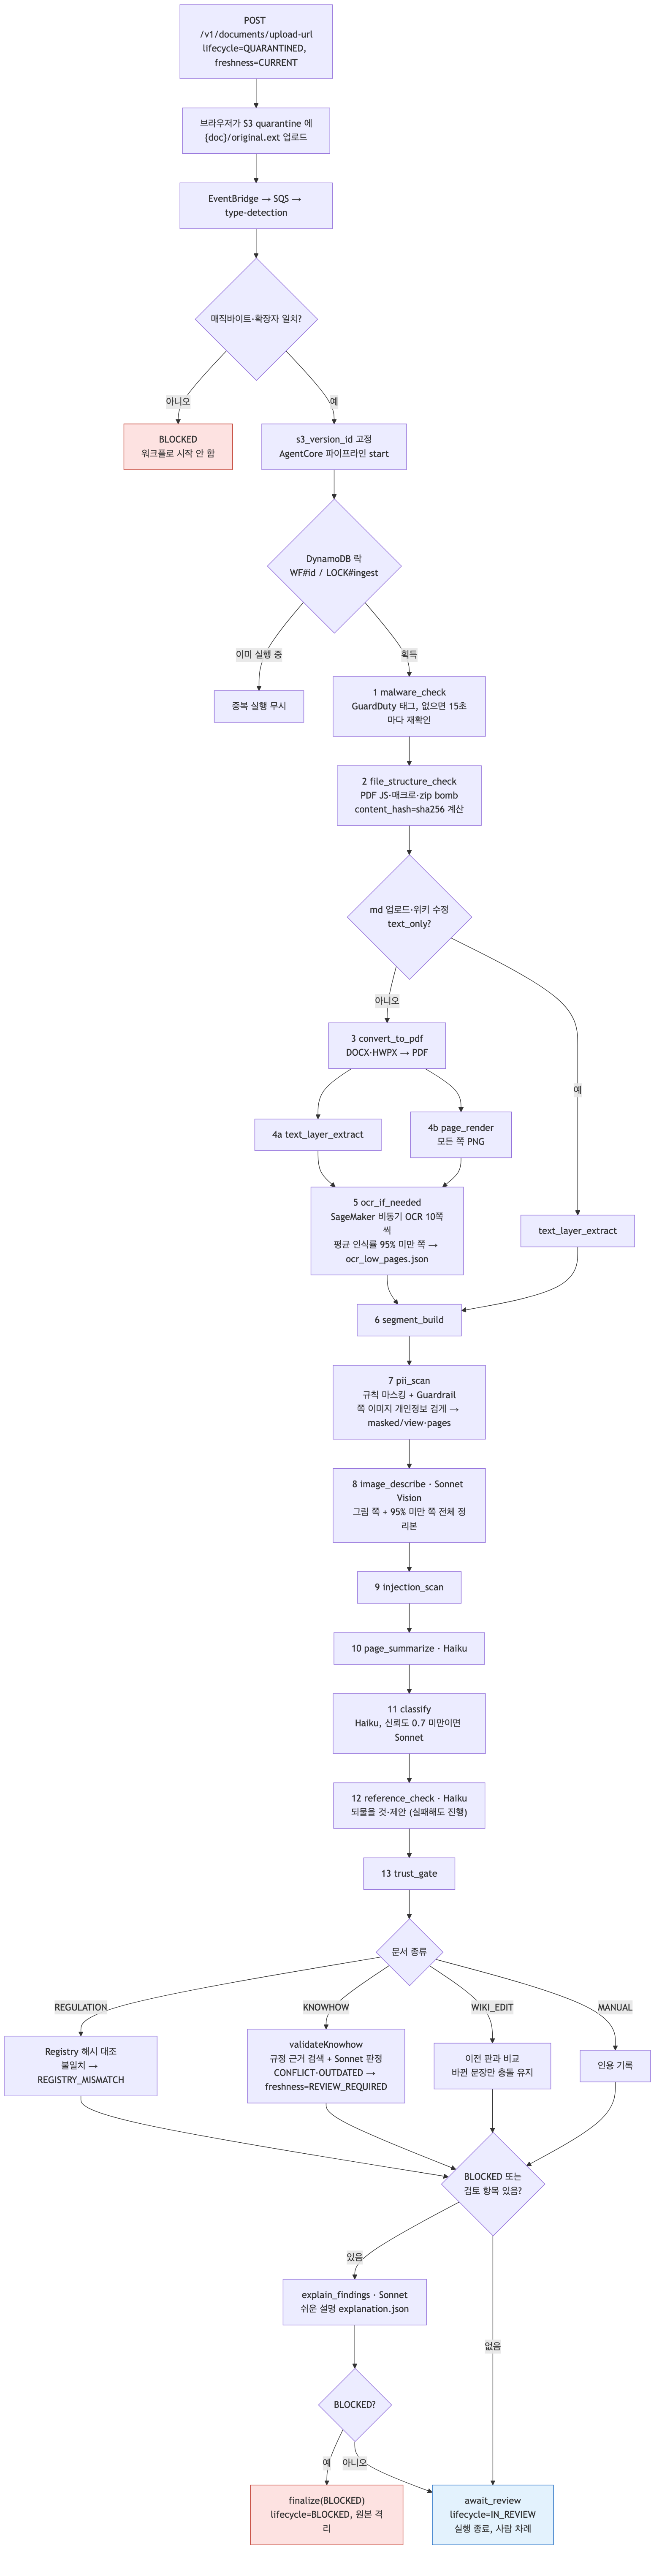 POST
/v1/documents/upload-url
lifecycle=QUARANTINED,
freshness=CURRENT
브라우저가 S3 quarantine 에
{doc}/original.ext 업로드
EventBridge → SQS →
type-detection
매직바이트·확장자 일치?
아니오
예
BLOCKED
워크플로 시작 안 함
s3_version_id 고정
AgentCore 파이프라인 start
DynamoDB 락
WF#id / LOCK#ingest
이미 실행 중
획득
중복 실행 무시
1 malware_check
GuardDuty 태그, 없으면 15초
마다 재확인
2 file_structure_check
PDF JS·매크로·zip bomb
content_hash=sha256 계산
md 업로드·위키 수정
text_only?
아니오
3 convert_to_pdf
DOCX·HWPX → PDF
예
4a text_layer_extract
4b page_render
모든 쪽 PNG
5 ocr_if_needed
SageMaker 비동기 OCR 10쪽
씩
평균 인식률 95% 미만 쪽 →
ocr_low_pages.json
text_layer_extract
6 segment_build
7 pii_scan
규칙 마스킹 + Guardrail
쪽 이미지 개인정보 검게 →
masked/view-pages
8 image_describe · Sonnet
Vision
그림 쪽 + 95% 미만 쪽 전체 정
리본
9 injection_scan
10 page_summarize · Haiku
11 classify
Haiku, 신뢰도 0.7 미만이면
Sonnet
12 reference_check · Haiku
되물을 것·제안 (실패해도 진행)
13 trust_gate
문서 종류
REGULATION
KNOWHOW
WIKI_EDIT
MANUAL
Registry 해시 대조
불일치 →
REGISTRY_MISMATCH
validateKnowhow
규정 근거 검색 + Sonnet 판정
CONFLICT·OUTDATED →
freshness=REVIEW_REQUIRED
이전 판과 비교
바뀐 문장만 충돌 유지
인용 기록
BLOCKED 또는
검토 항목 있음?
있음
explain_findings · Sonnet
쉬운 설명 explanation.json
없음
BLOCKED?
예
아니오
finalize(BLOCKED)
lifecycle=BLOCKED, 원본 격
리
await_review
lifecycle=IN_REVIEW
실행 종료, 사람 차례